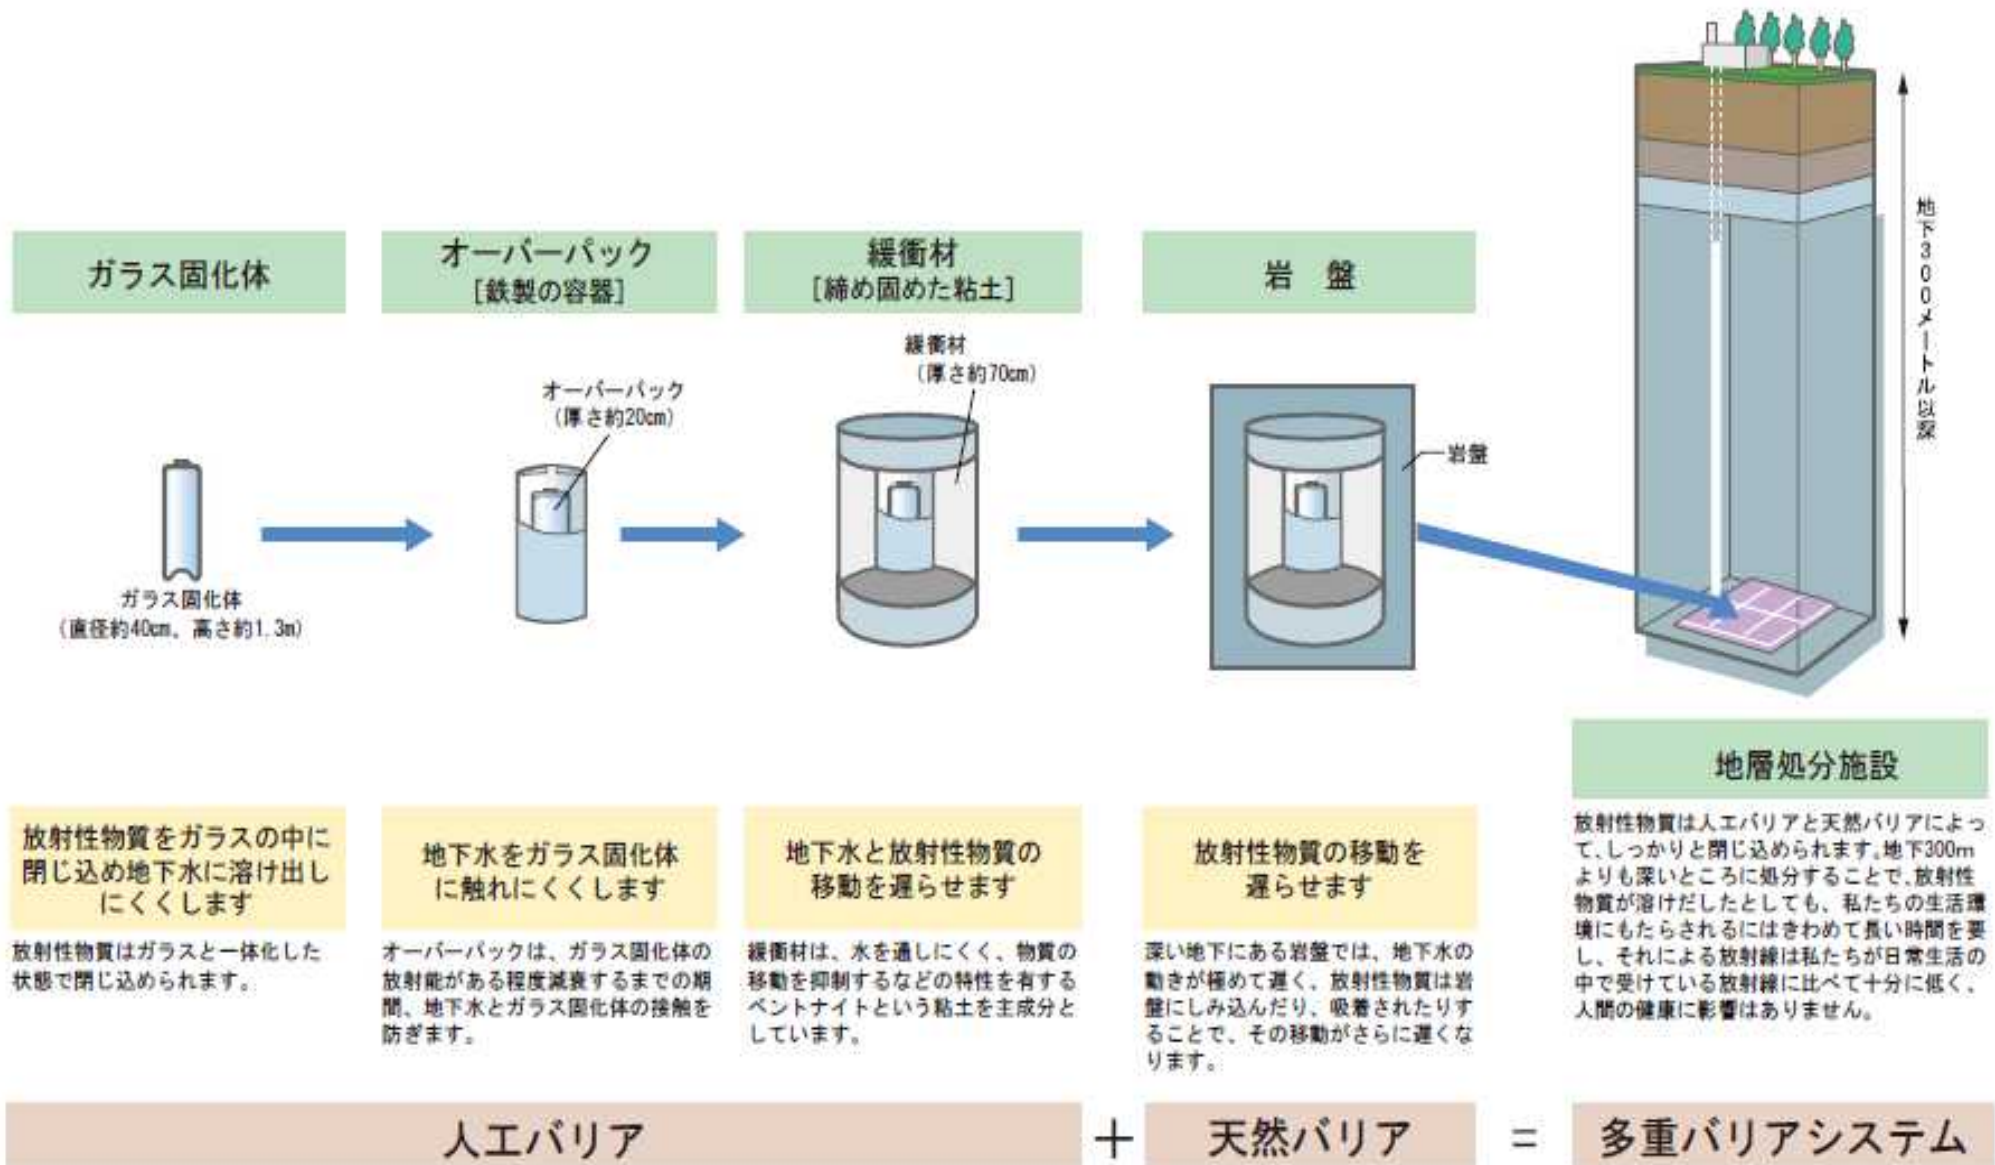 ガラス固化体
オーバーパック
[鉄製の容器]
緩衝材
[締め固めた粘土]
岩 盤
ガラス固化体
(直径約40cm、高さ約1.3m)
オーバーパック
(厚さ約20cm)
緩衝材
(厚さ約70cm)
岩盤
地下300メートル以深
地層処分施設
放射性物質は人工バリアと天然バリアによっ
て、しっかりと閉じ込められます。地下300m
よりも深いところに処分することで、放射性
物質が溶けだしたとしても、私たちの生活環
境にもたらされるにはきわめて長い時間を要
し、それによる放射線は私たちが日常生活の
中で受けている放射線に比べて十分に低く、
人間の健康に影響はありません。
放射性物質をガラスの中に
閉じ込め地下水に溶け出し
にくくします
放射性物質はガラスと一体化した
状態で閉じ込められます。
地下水をガラス固化体
に触れにくくします
オーバーパックは、ガラス固化体の
放射能がある程度減衰するまでの期
間、地下水とガラス固化体の接触を
防ぎます。
地下水と放射性物質の
移動を遅らせます
緩衝材は、水を通しにくく、物質の
移動を抑制するなどの特性を有する
ベントナイトという粘土を主成分と
しています。
放射性物質の移動を
遅らせます
深い地下にある岩盤では、地下水の
動きが極めて遅く、放射性物質は岩
盤にしみ込んだり、吸着されたりす
ることで、その移動がさらに遅くな
ります。
人工バリア
+
天然バリア
=
多重バリアシステム